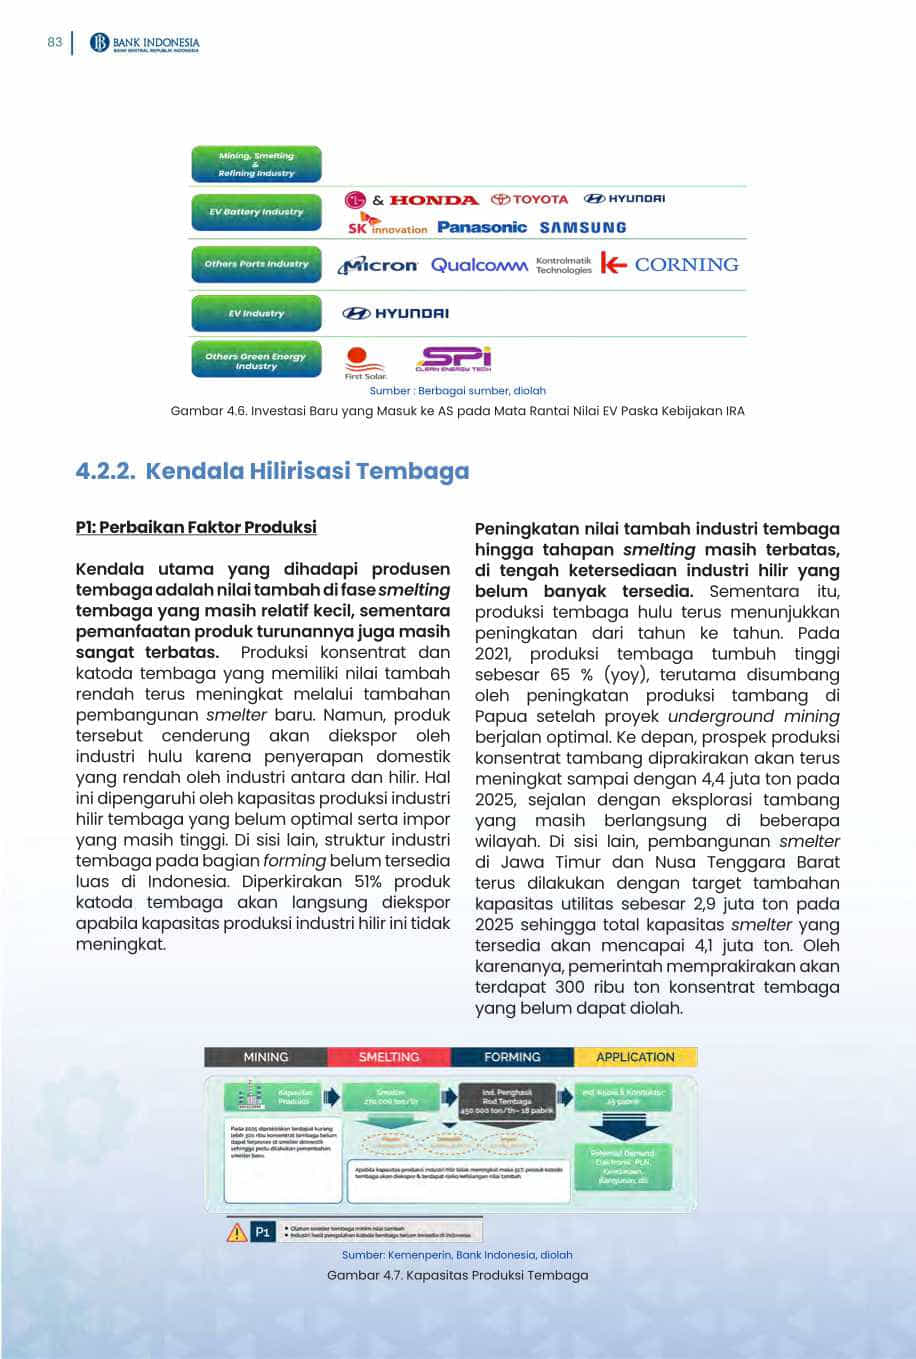 83
BANK INDONESIA
BANK SENTRAL REPUBLIK INDONESIA
Mining, Smelting
&
Refining Industry
EV Battery Industry
LG & HONDA TOYOTA HYUNDAI
SK innovation Panasonic SAMSUNG
Others Parts Industry
Micron Qualcomm Kontrolmatik Technologies CORNING
EV Industry
HYUNDAI
Others Green Energy
Industry
First Solar.
SPi
CLEAN ENERGY TECH
Sumber : Berbagai sumber, diolah
Gambar 4.6. Investasi Baru yang Masuk ke AS pada Mata Rantai Nilai EV Paska Kebijakan IRA
4.2.2. Kendala Hilirisasi Tembaga
P1: Perbaikan Faktor Produksi
Kendala utama yang dihadapi produsen
tembaga adalah nilai tambah di fase smelting
tembaga yang masih relatif kecil, sementara
pemanfaatan produk turunannya juga masih
sangat terbatas. Produksi konsentrat dan
katoda tembaga yang memiliki nilai tambah
rendah terus meningkat melalui tambahan
pembangunan smelter baru. Namun, produk
tersebut cenderung akan diekspor oleh
industri hulu karena penyerapan domestik
yang rendah oleh industri antara dan hilir. Hal
ini dipengaruhi oleh kapasitas produksi industri
hilir tembaga yang belum optimal serta impor
yang masih tinggi. Di sisi lain, struktur industri
tembaga pada bagian forming belum tersedia
luas di Indonesia. Diperkirakan 51% produk
katoda tembaga akan langsung diekspor
apabila kapasitas produksi industri hilir ini tidak
meningkat.
Peningkatan nilai tambah industri tembaga
hingga tahapan smelting masih terbatas,
di tengah ketersediaan industri hilir yang
belum banyak tersedia. Sementara itu,
produksi tembaga hulu terus menunjukkan
peningkatan dari tahun ke tahun. Pada
2021, produksi tembaga tumbuh tinggi
sebesar 65 % (yoy), terutama disumbang
oleh peningkatan produksi tambang di
Papua setelah proyek underground mining
berjalan optimal. Ke depan, prospek produksi
konsentrat tambang diprakirakan akan terus
meningkat sampai dengan 4,4 juta ton pada
2025, sejalan dengan eksplorasi tambang
yang masih berlangsung di beberapa
wilayah. Di sisi lain, pembangunan smelter
di Jawa Timur dan Nusa Tenggara Barat
terus dilakukan dengan target tambahan
kapasitas utilitas sebesar 2,9 juta ton pada
2025 sehingga total kapasitas smelter yang
tersedia akan mencapai 4,1 juta ton. Oleh
karenanya, pemerintah memprakirakan akan
terdapat 300 ribu ton konsentrat tembaga
yang belum dapat diolah.
MINING SMELTING FORMING APPLICATION
Kapasitas
Produksi
Smelter
270.000 ton/th
Ind. Penghasil
Rod Tembaga
450.000 ton/th- 18 pabrik
Ind. Kabel & Konduktor:
Pada 2025 diprakirakan terdapat kurang
lebih 300 ribu konsentrat tembaga belum
dapat terproses di smelter domestik
sehingga perlu dilakukan penambahan
smelter baru.
Apabila kapasitas produksi industri hilir tidak meningkat maka 51% produk katoda
tembaga akan diekspor & terdapat risiko kehilangan nilai tambah
Potensial Demand
Elektronik, PLN,
Kendaraan,
Bangunan, dll
P1
• Olahan smelter tembaga minim nilai tambah
• Industri hasil pengolahan katoda tembaga belum tersedia di Indonesia
Sumber: Kemenperin, Bank Indonesia, diolah
Gambar 4.7. Kapasitas Produksi Tembaga